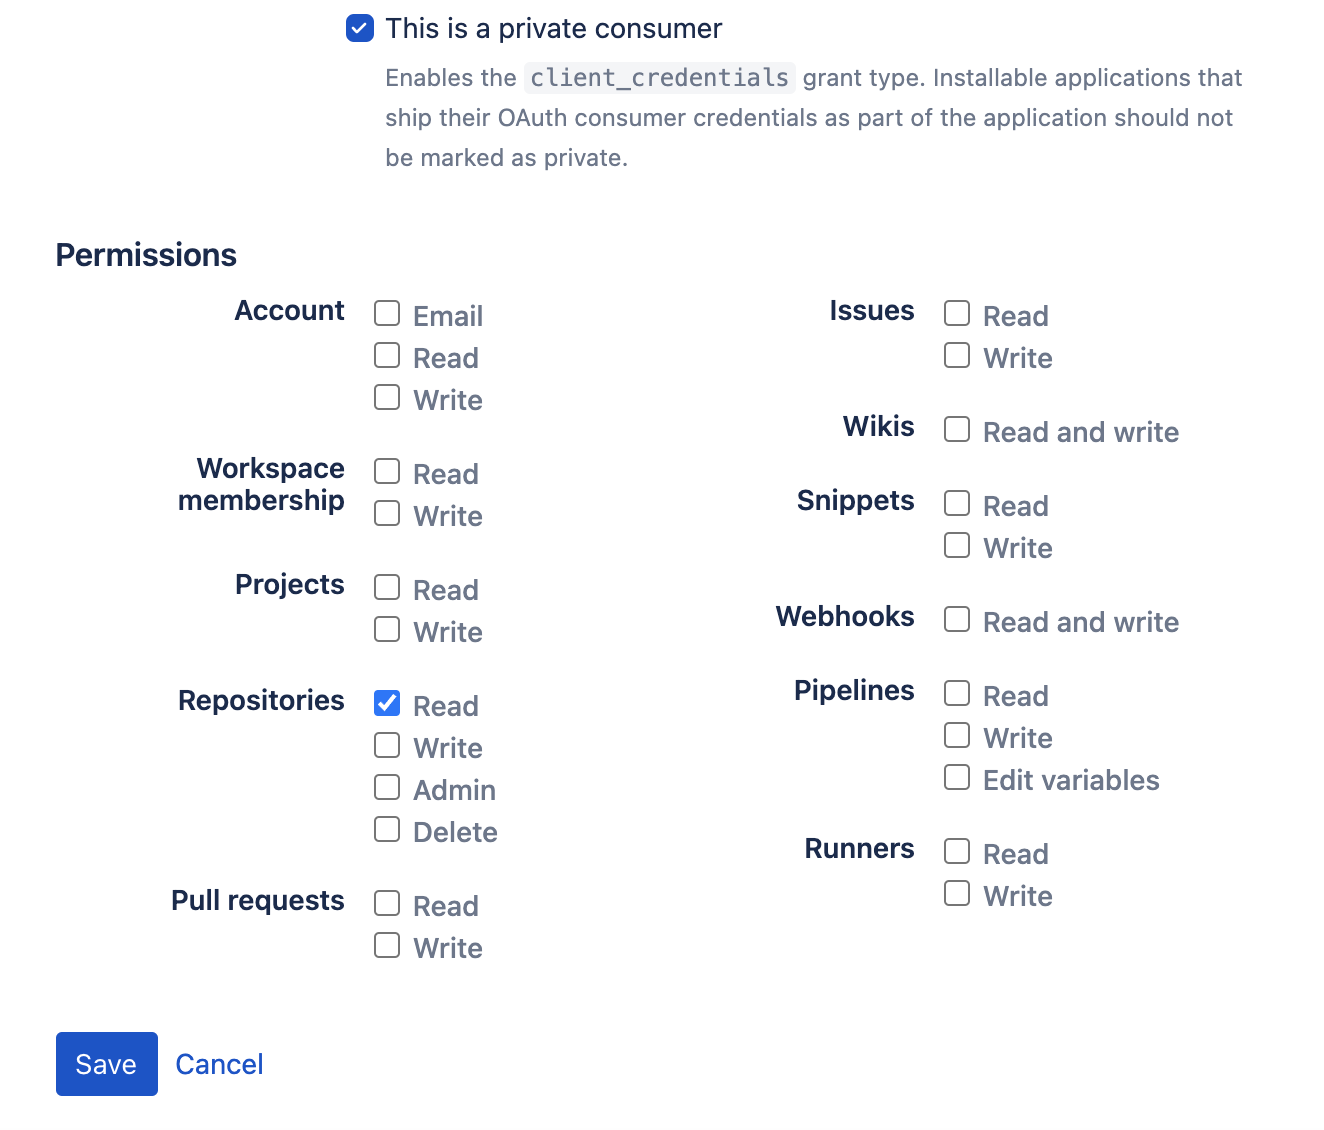 This is a private consumer
Enables the client_credentials grant type. Installable applications that
ship their OAuth consumer credentials as part of the application should not
be marked as private.
Permissions
Account
Email
Read
Write
Workspace
membership
Read
Write
Projects
Read
Write
Repositories
Read
Write
Admin
Delete
Pull requests
Read
Write
Issues
Read
Write
Wikis
Read and write
Snippets
Read
Write
Webhooks
Read and write
Pipelines
Read
Write
Edit variables
Runners
Read
Write
Save
Cancel